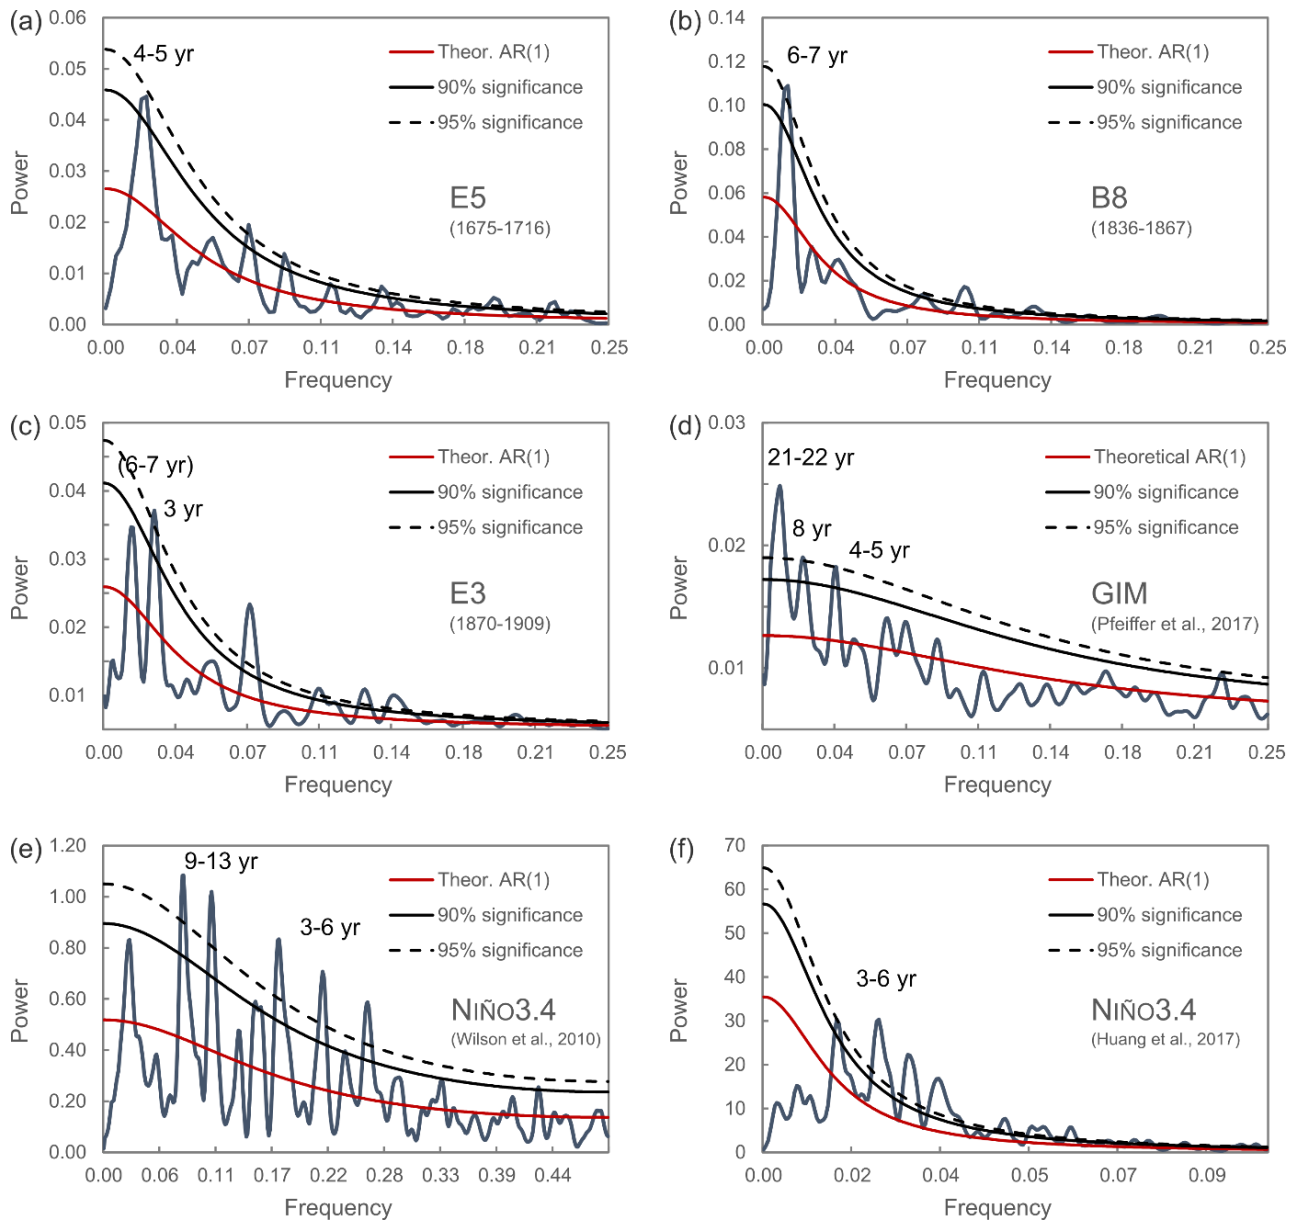 (a)
0.06
0.05
0.04
0.03
0.02
0.01
0.00
Power
4-5 yr
Theor. AR(1)
90% significance
95% significance
E5
(1675-1716)
0.00 0.04 0.07 0.11 0.14 0.18 0.21 0.25
Frequency
(b)
0.14
0.12
0.10
0.08
0.06
0.04
0.02
0.00
Power
6-7 yr
Theor. AR(1)
90% significance
95% significance
B8
(1836-1867)
0.00 0.04 0.07 0.11 0.14 0.18 0.21 0.25
Frequency
(c)
0.05
0.04
0.03
0.02
0.01
Power
(6-7 yr)
3 yr
Theor. AR(1)
90% significance
95% significance
E3
(1870-1909)
0.00 0.04 0.07 0.11 0.14 0.18 0.21 0.25
Frequency
(d)
0.03
0.02
0.01
Power
21-22 yr
8 yr
4-5 yr
Theoretical AR(1)
90% significance
95% significance
GIM
(Pfeiffer et al., 2017)
0.00 0.04 0.07 0.11 0.14 0.18 0.21 0.25
Frequency
(e)
1.20
1.00
0.80
0.60
0.40
0.20
0.00
Power
9-13 yr
3-6 yr
Theor. AR(1)
90% significance
95% significance
NIÑO3.4
(Wilson et al., 2010)
0.00 0.06 0.11 0.17 0.22 0.28 0.33 0.39 0.44
Frequency
(f)
70
60
50
40
30
20
10
0
Power
3-6 yr
Theor. AR(1)
90% significance
95% significance
NIÑO3.4
(Huang et al., 2017)
0.00 0.02 0.04 0.05 0.07 0.09
Frequency